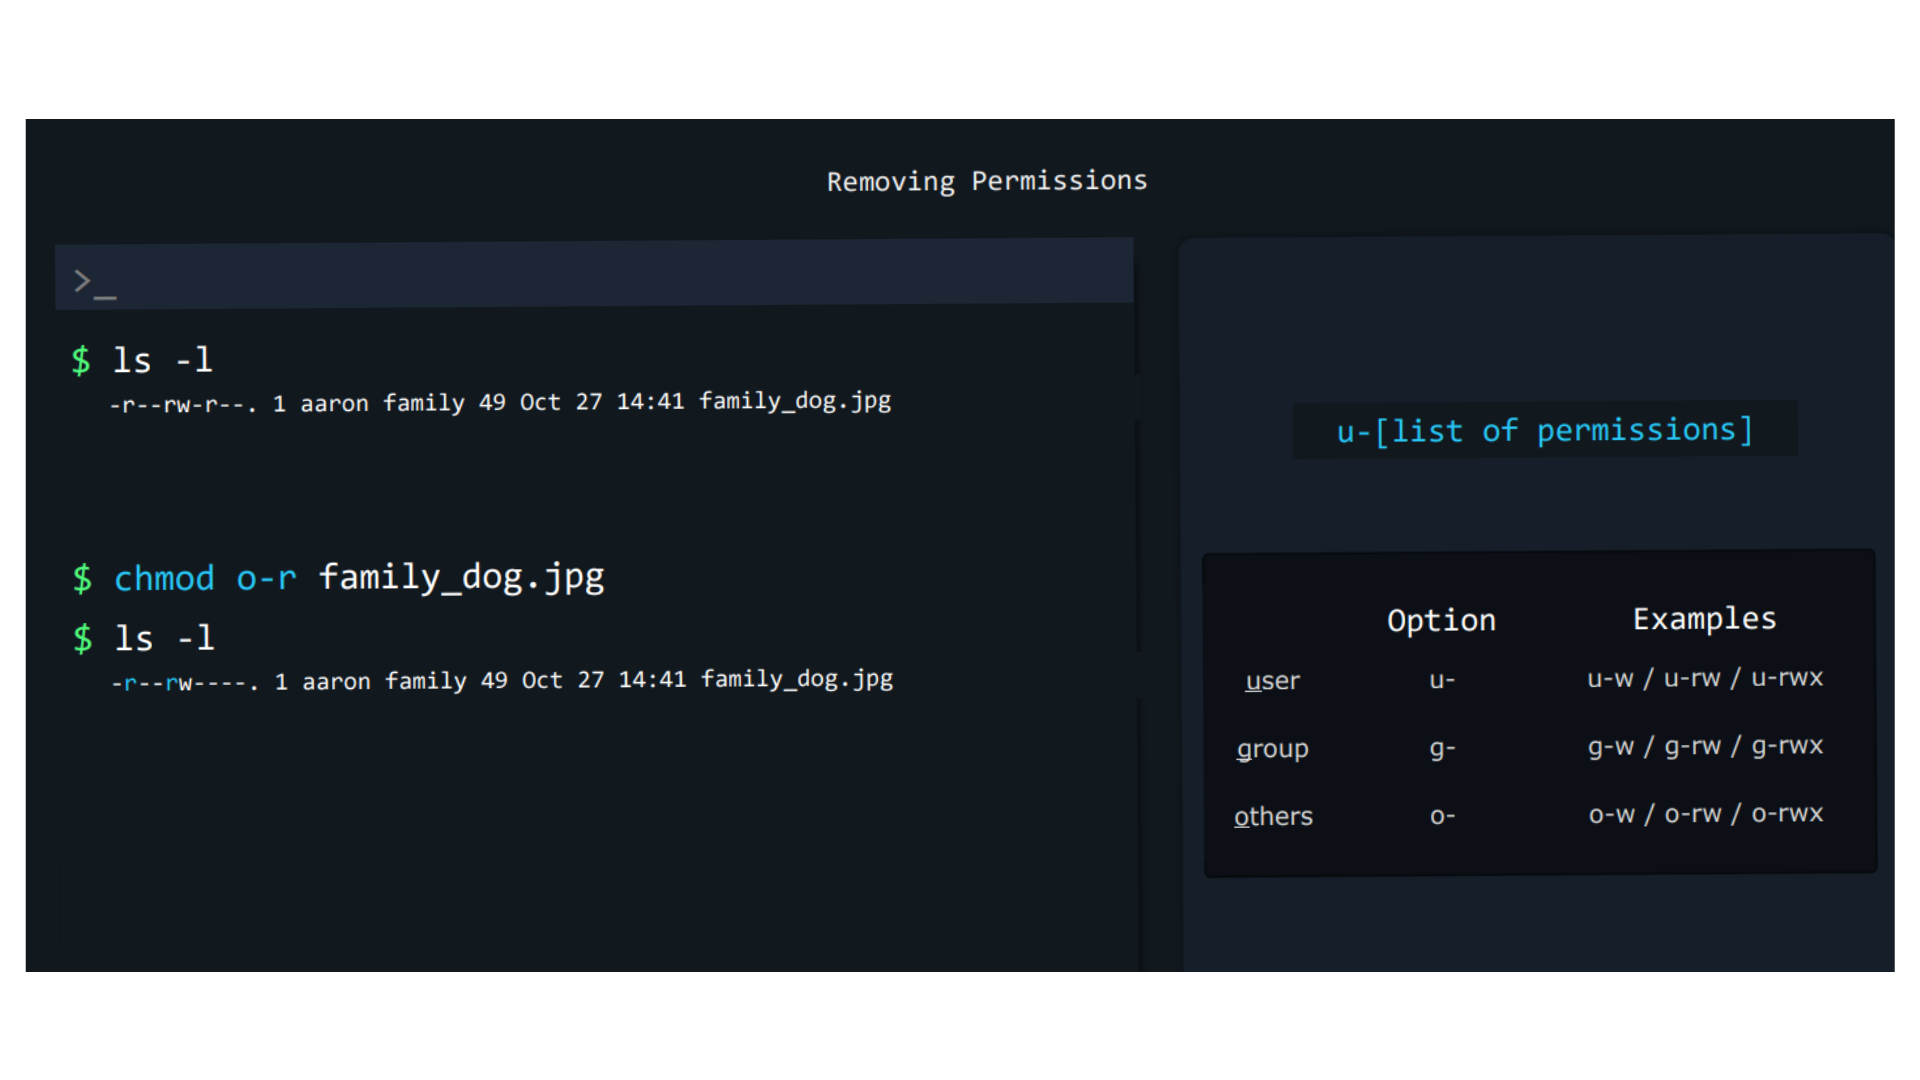 Removing Permissions
>_
$ ls -l
-r--rw-r--. 1 aaron family 49 Oct 27 14:41 family_dog.jpg
$ chmod o-r family_dog.jpg
$ ls -l
-r--rw----. 1 aaron family 49 Oct 27 14:41 family_dog.jpg
u-[list of permissions]
Option Examples
user u- u-w / u-rw / u-rwx
group g- g-w / g-rw / g-rwx
others o- o-w / o-rw / o-rwx